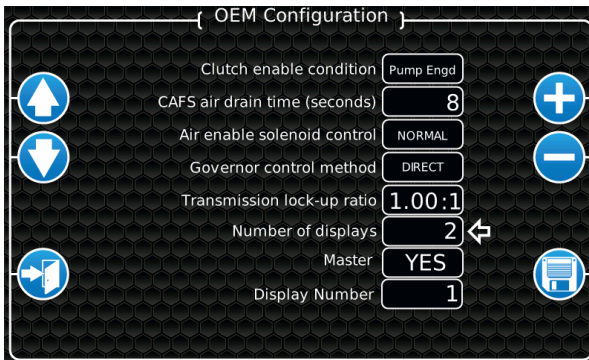 OEM Configuration
Clutch enable condition Pump Engd
CAFS air drain time (seconds) 8
Air enable solenoid control NORMAL
Governor control method DIRECT
Transmission lock-up ratio 1.00:1
Number of displays 2
Master YES
Display Number 1